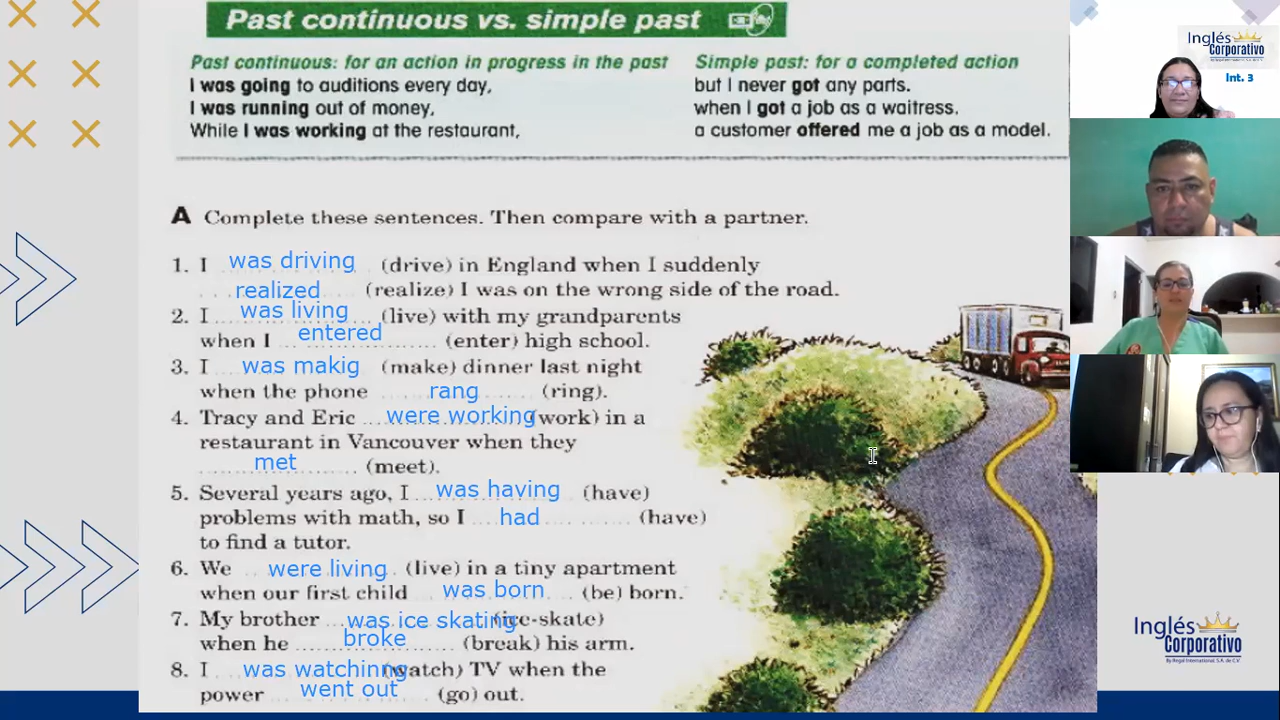 Past continuous vs. simple past
Past continuous: for an action in progress in the past
I was going to auditions every day,
I was running out of money,
While I was working at the restaurant,
Simple past: for a completed action
but I never got any parts.
when I got a job as a waitress.
a customer offered me a job as a model.
Inglés
Corporativo
Int. 3
A Complete these sentences. Then compare with a partner.
1. I was driving (drive) in England when I suddenly
realized (realize) I was on the wrong side of the road.
2. I was living (live) with my grandparents
when I entered (enter) high school.
3. I was makig (make) dinner last night
when the phone rang (ring).
4. Tracy and Eric were working (work) in a
restaurant in Vancouver when they
met (meet).
5. Several years ago, I was having (have)
problems with math, so I had (have)
to find a tutor.
6. We were living (live) in a tiny apartment
when our first child was born (be) born.
7. My brother was ice skating (ice-skate)
when he broke (break) his arm.
8. I was watchinng (watch) TV when the
power went out (go) out.
Inglés
Corporativo
By Regal International, S.A. de C.V.